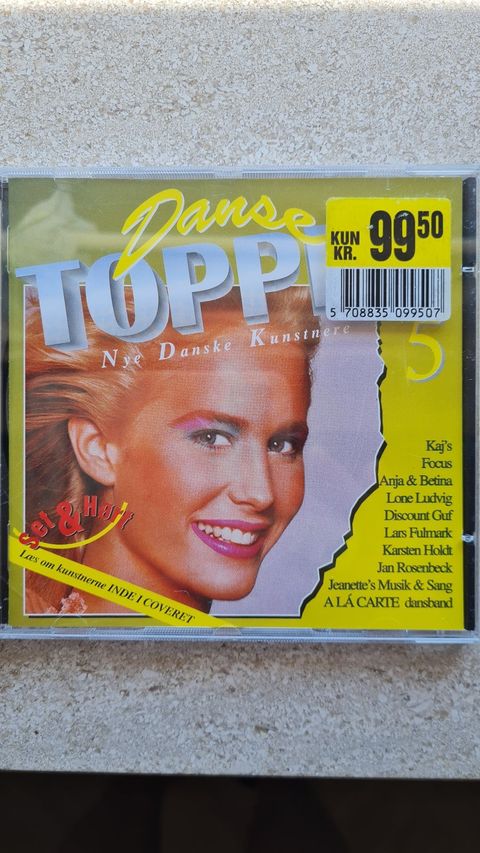 Danse
TOPP
KUN
KR. 99 50
5 708835 099507
Nye Danske Kunstnere
5
Kaj's
Focus
Anja & Betina
Lone Ludvig
Discount Guf
Lars Fulmark
Karsten Holdt
Jan Rosenbeck
Jeanette's Musik & Sang
A LÁ CARTE dansband
Set & Hørt
Læs om kunstnerne INDE I COVERET